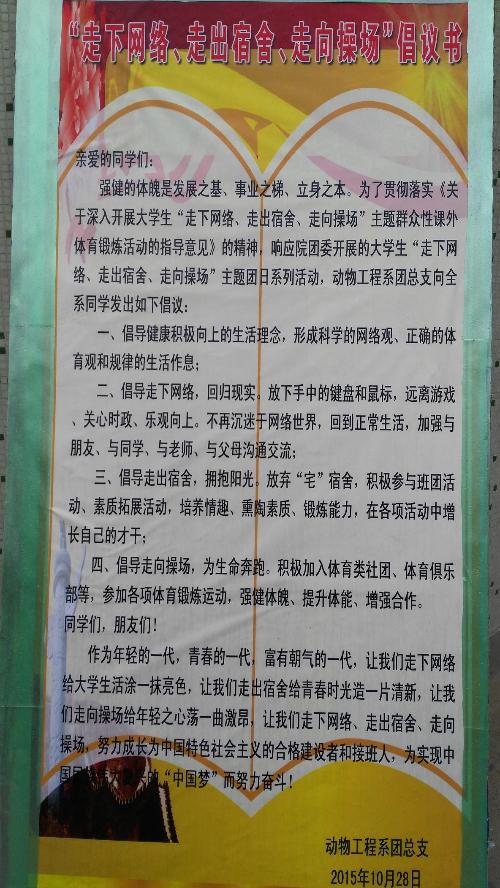 “走下网络、走出宿舍、走向操场”倡议书
亲爱的同学们：
强健的体魄是发展之基、事业之梯、立身之本。为了贯彻落实《关
于深入开展大学生“走下网络、走出宿舍、走向操场”主题群众性课外
体育锻炼活动的指导意见》的精神，响应院团委开展的大学生“走下网
络、走出宿舍、走向操场”主题团日系列活动，动物工程系团总支向全
系同学发出如下倡议：
一、倡导健康积极向上的生活理念，形成科学的网络观、正确的体
育观和规律的生活作息；
二、倡导走下网络，回归现实。放下手中的键盘和鼠标，远离游戏
、关心时政、乐观向上。不再沉迷于网络世界，回到正常生活，加强与
朋友、与同学、与老师、与父母沟通交流；
三、倡导走出宿舍，拥抱阳光。放弃“宅”宿舍，积极参与班团活
动、素质拓展活动，培养情趣、熏陶素质、锻炼能力，在各项活动中增
长自己的才干；
四、倡导走向操场，为生命奔跑。积极加入体育类社团、体育俱乐
部等，参加各项体育锻炼运动，强健体魄、提升体能、增强合作。
同学们，朋友们！
作为年轻的一代，青春的一代，富有朝气的一代，让我们走下网络
给大学生活涂一抹亮色，让我们走出宿舍给青春时光造一片清新，让我
们走向操场给年轻之心荡一曲激昂，让我们走下网络、走出宿舍、走向
操场，努力成长为中国特色社会主义的合格建设者和接班人，为实现中
国的“中国梦”而努力奋斗！
动物工程系团总支
2015年10月28日